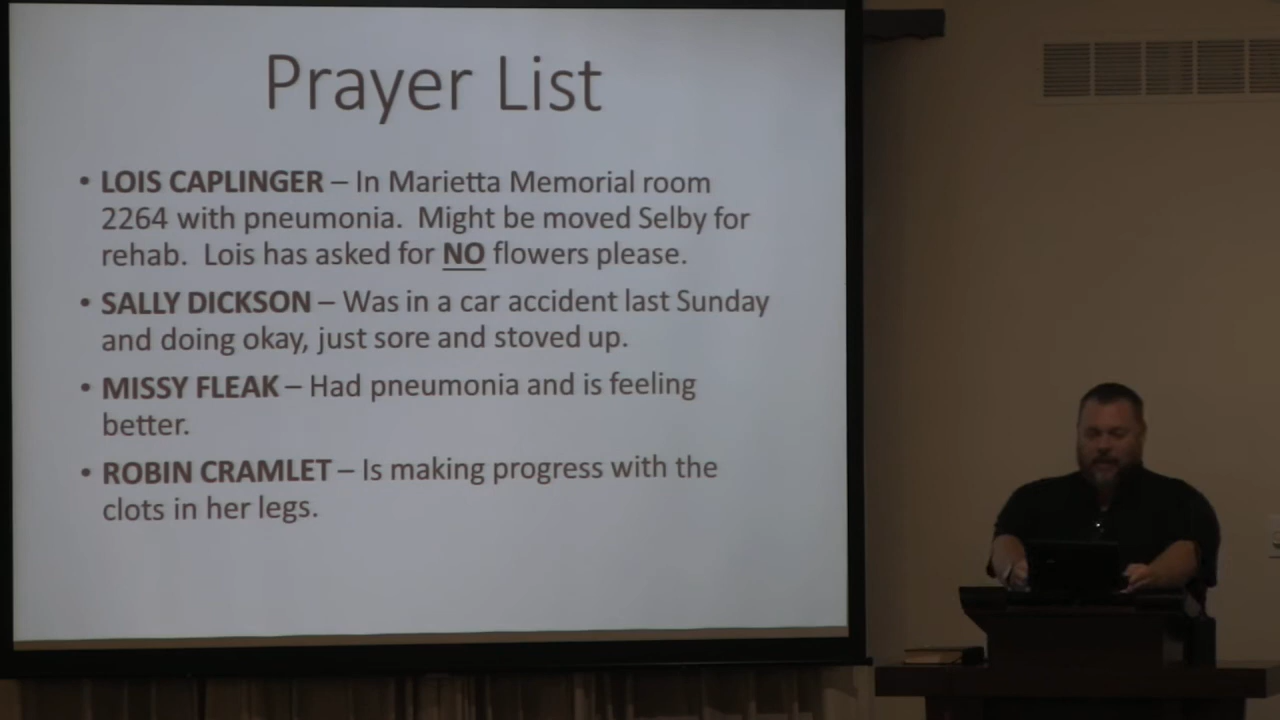 Prayer List
• LOIS CAPLINGER – In Marietta Memorial room
2264 with pneumonia.  Might be moved Selby for
rehab.  Lois has asked for NO flowers please.
• SALLY DICKSON – Was in a car accident last Sunday
and doing okay, just sore and stoved up.
• MISSY FLEAK – Had pneumonia and is feeling
better.
• ROBIN CRAMLET – Is making progress with the
clots in her legs.